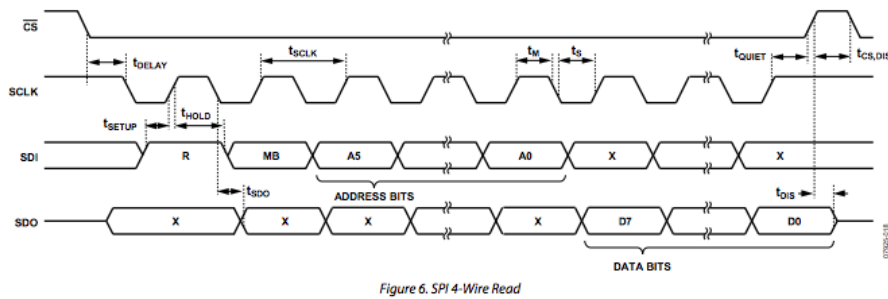 CS
tDELAY
tSCLK
tM
tS
tQUIET
tCS,DIS
SCLK
tSETUP
tHOLD
SDI
R
MB
A5
A0
X
X
tSDO
ADDRESS BITS
tDIS
SDO
X
X
X
X
D7
D0
DATA BITS
07925-018
Figure 6. SPI 4-Wire Read